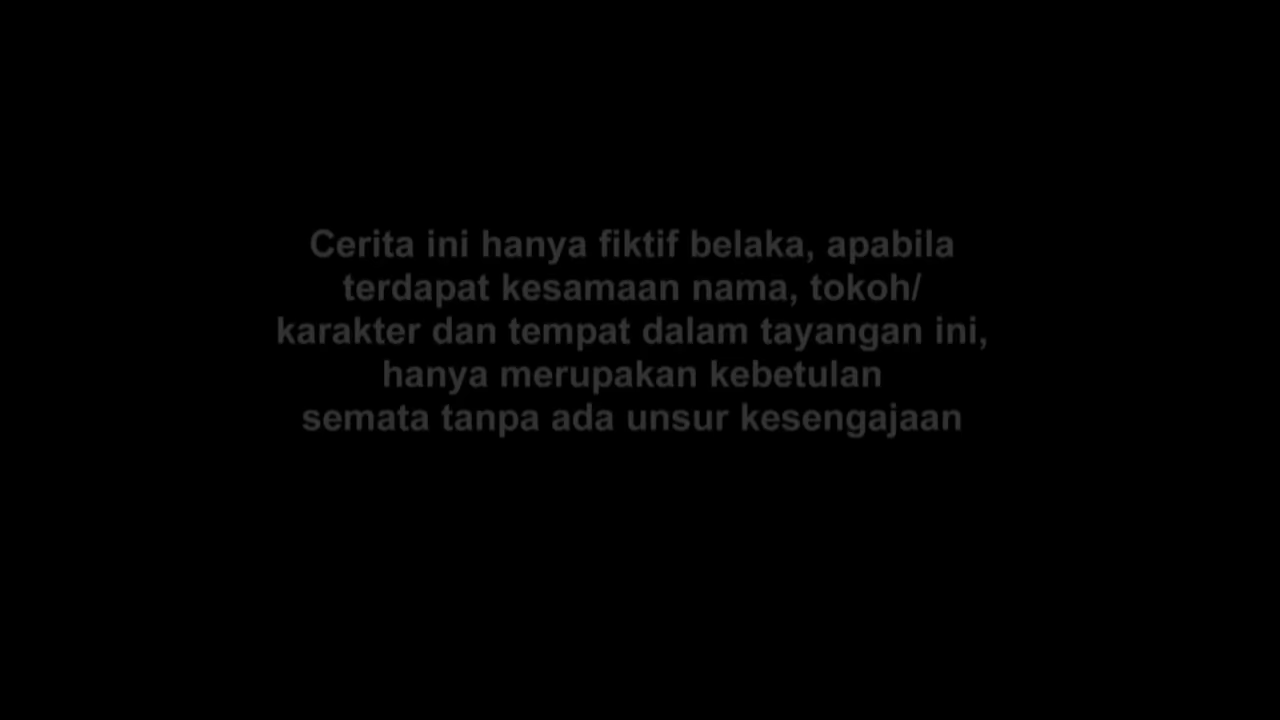 Cerita ini hanya fiktif belaka, apabila
terdapat kesamaan nama, tokoh/
karakter dan tempat dalam tayangan ini,
hanya merupakan kebetulan
semata tanpa ada unsur kesengajaan